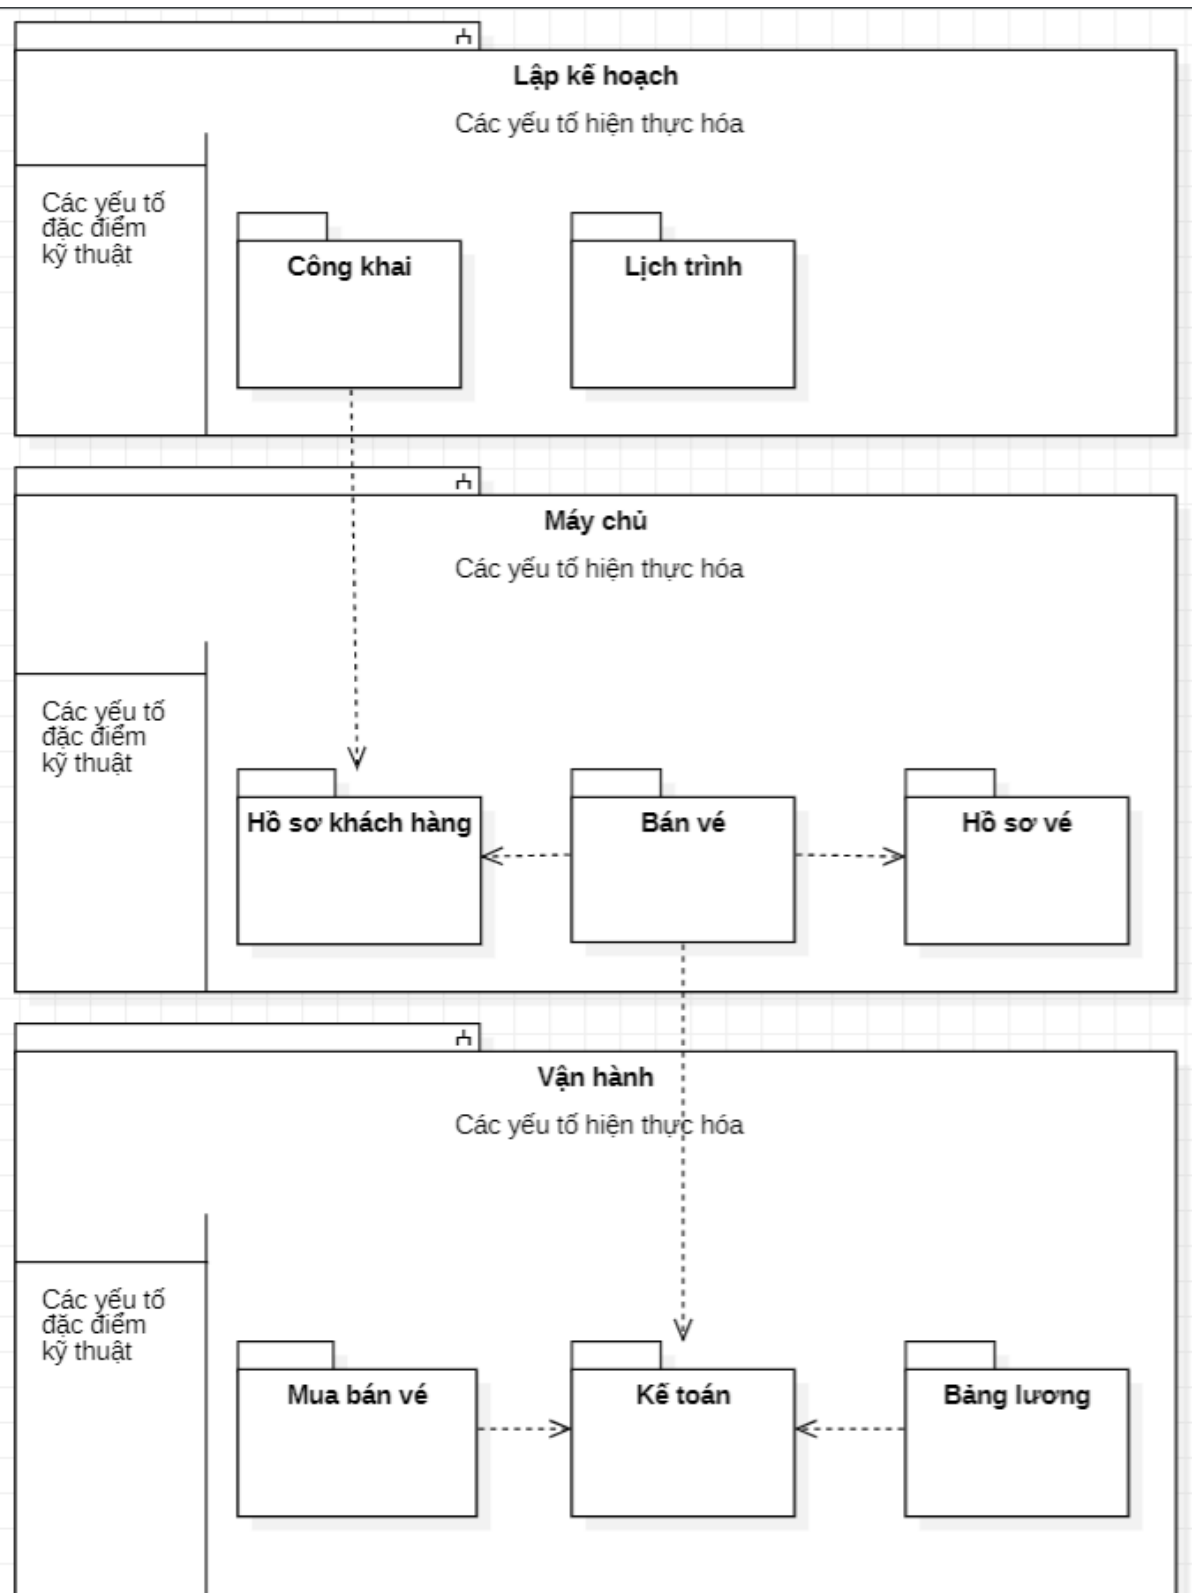 Lập kế hoạch
Các yếu tố hiện thực hóa
Các yếu tố
đặc điểm
kỹ thuật
Công khai
Lịch trình
Máy chủ
Các yếu tố hiện thực hóa
Các yếu tố
đặc điểm
kỹ thuật
Hồ sơ khách hàng
Bán vé
Hồ sơ vé
Vận hành
Các yếu tố hiện thực hóa
Các yếu tố
đặc điểm
kỹ thuật
Mua bán vé
Kế toán
Bảng lương